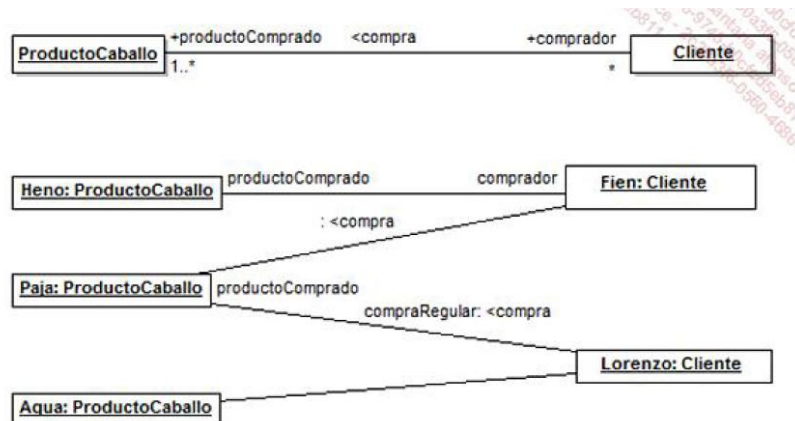 +productoComprado <compra +comprador
ProductoCaballo Cliente
1..* *
Heno: ProductoCaballo productoComprado comprador Fien: Cliente
: <compra
Paja: ProductoCaballo productoComprado
compraRegular: <compra
Lorenzo: Cliente
Agua: ProductoCaballo